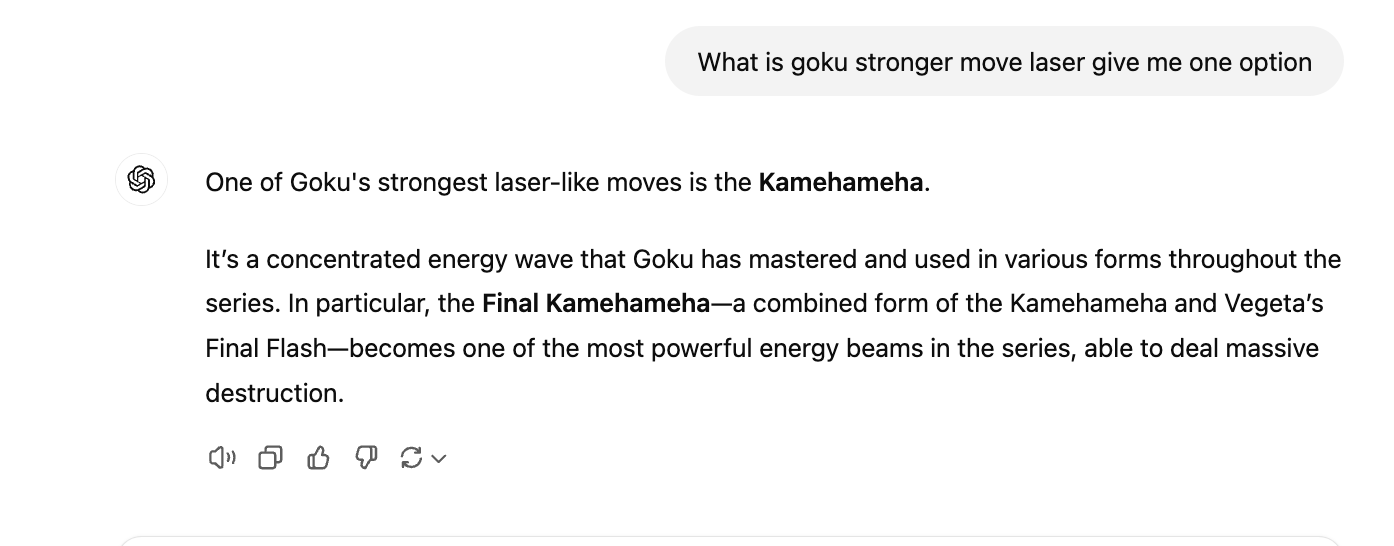 What is goku stronger move laser give me one option
One of Goku's strongest laser-like moves is the Kamehameha.
It’s a concentrated energy wave that Goku has mastered and used in various forms throughout the
series. In particular, the Final Kamehameha—a combined form of the Kamehameha and Vegeta’s
Final Flash—becomes one of the most powerful energy beams in the series, able to deal massive
destruction.